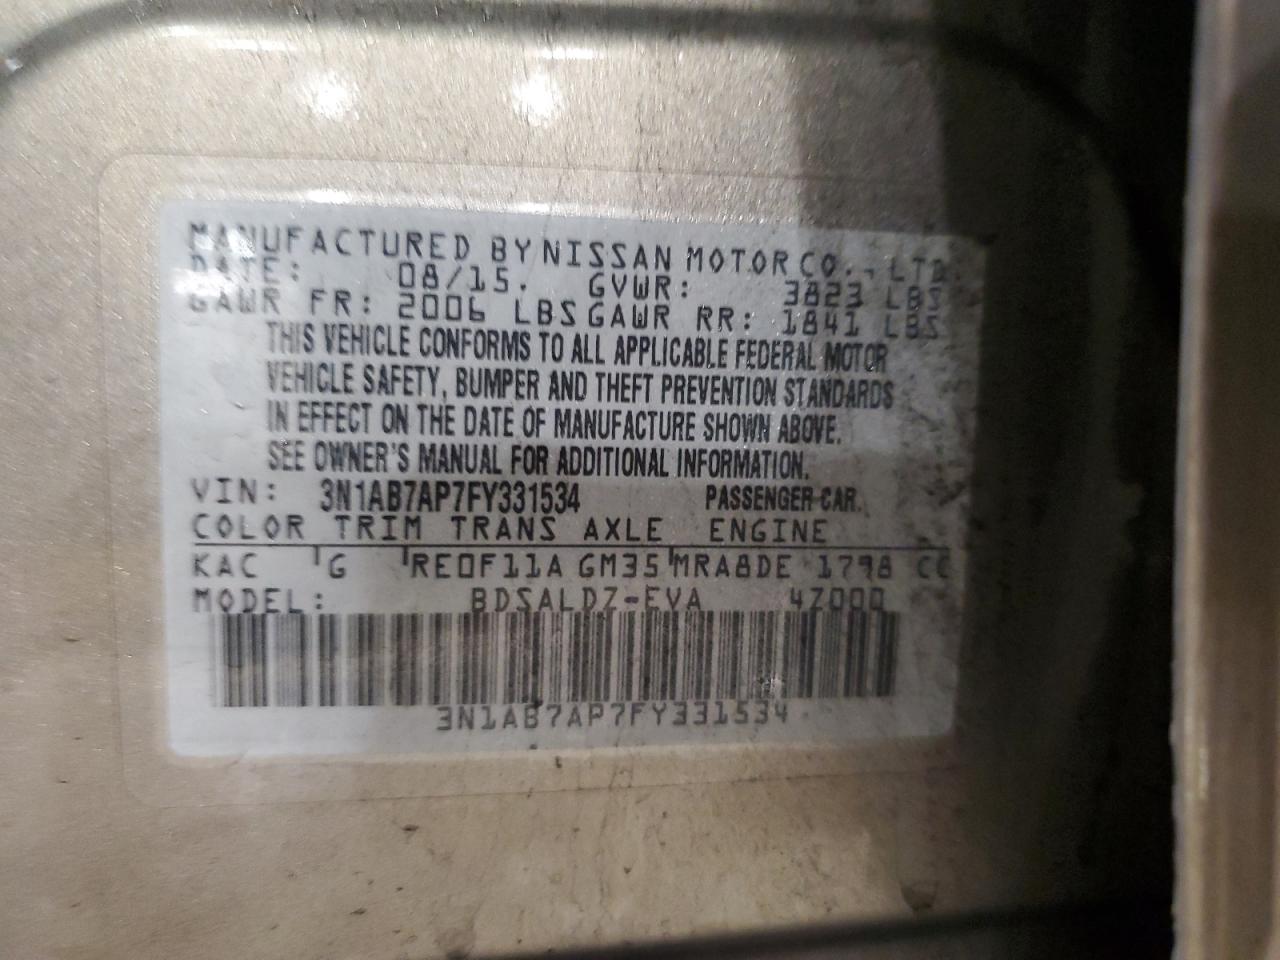 MANUFACTURED BY NISSAN MOTOR CO., LTD.
DATE: 08/15. GVWR: 3823 LBS
GAWR FR: 2006 LBS GAWR RR: 1841 LBS
THIS VEHICLE CONFORMS TO ALL APPLICABLE FEDERAL MOTOR
VEHICLE SAFETY, BUMPER AND THEFT PREVENTION STANDARDS
IN EFFECT ON THE DATE OF MANUFACTURE SHOWN ABOVE.
SEE OWNER'S MANUAL FOR ADDITIONAL INFORMATION.
VIN: 3N1AB7AP7FY331534 PASSENGER CAR.
COLOR TRIM TRANS AXLE ENGINE
KAC G RE0F11A GM35 MRA8DE 1798 CC
MODEL: BDSALDZ-EVA 4Z000
3N1AB7AP7FY331534